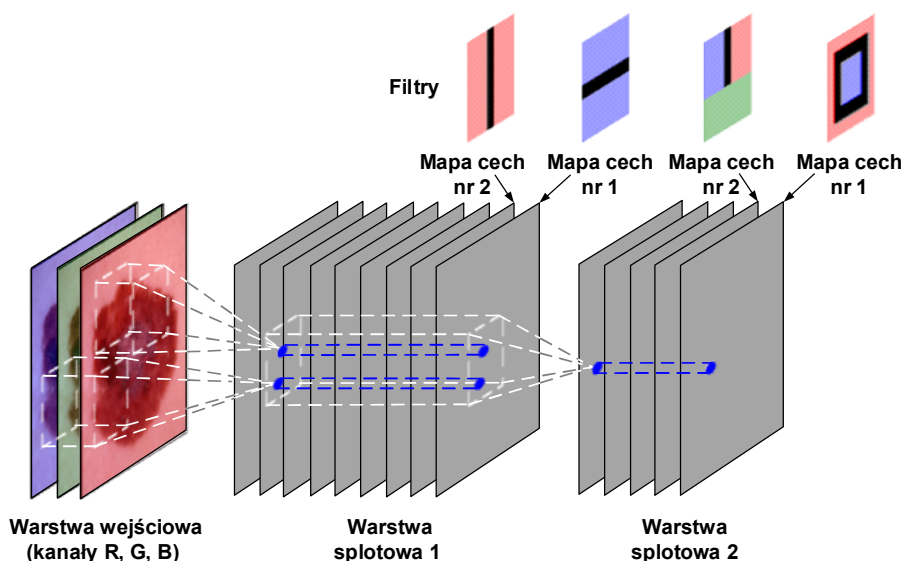 Filtry
Mapa cech
nr 2
Mapa cech
nr 1
Mapa cech
nr 2
Mapa cech
nr 1
Warstwa wejściowa
(kanały R, G, B)
Warstwa
splotowa 1
Warstwa
splotowa 2